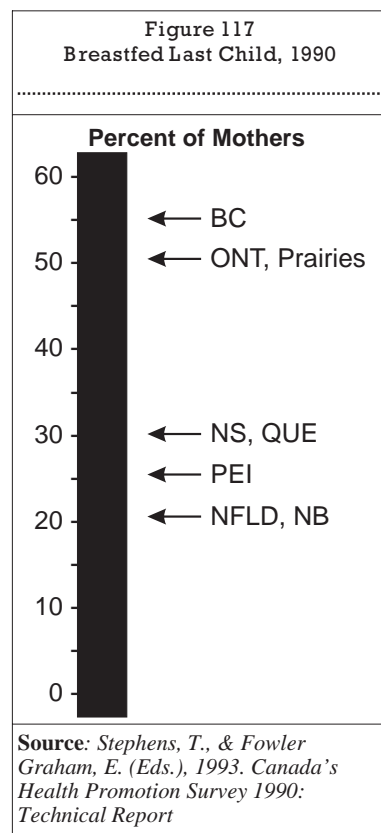 Figure 117
Breastfed Last Child, 1990
Percent of Mothers
60
BC
50
ONT, Prairies
40
30
NS, QUE
PEI
20
NFLD, NB
10
0
Source: Stephens, T., & Fowler
Graham, E. (Eds.), 1993. Canada's
Health Promotion Survey 1990:
Technical Report